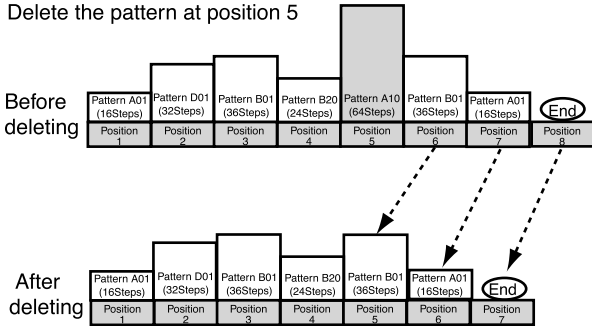 Delete the pattern at position 5
Before
deleting
Pattern A01
(16Steps)
Pattern D01
(32Steps)
Pattern B01
(36Steps)
Pattern B20
(24Steps)
Pattern A10
(64Steps)
Pattern B01
(36Steps)
Pattern A01
(16Steps)
End
Position
1
Position
2
Position
3
Position
4
Position
5
Position
6
Position
7
Position
8
After
deleting
Pattern A01
(16Steps)
Pattern D01
(32Steps)
Pattern B01
(36Steps)
Pattern B20
(24Steps)
Pattern B01
(36Steps)
Pattern A01
(16Steps)
End
Position
1
Position
2
Position
3
Position
4
Position
5
Position
6
Position
7